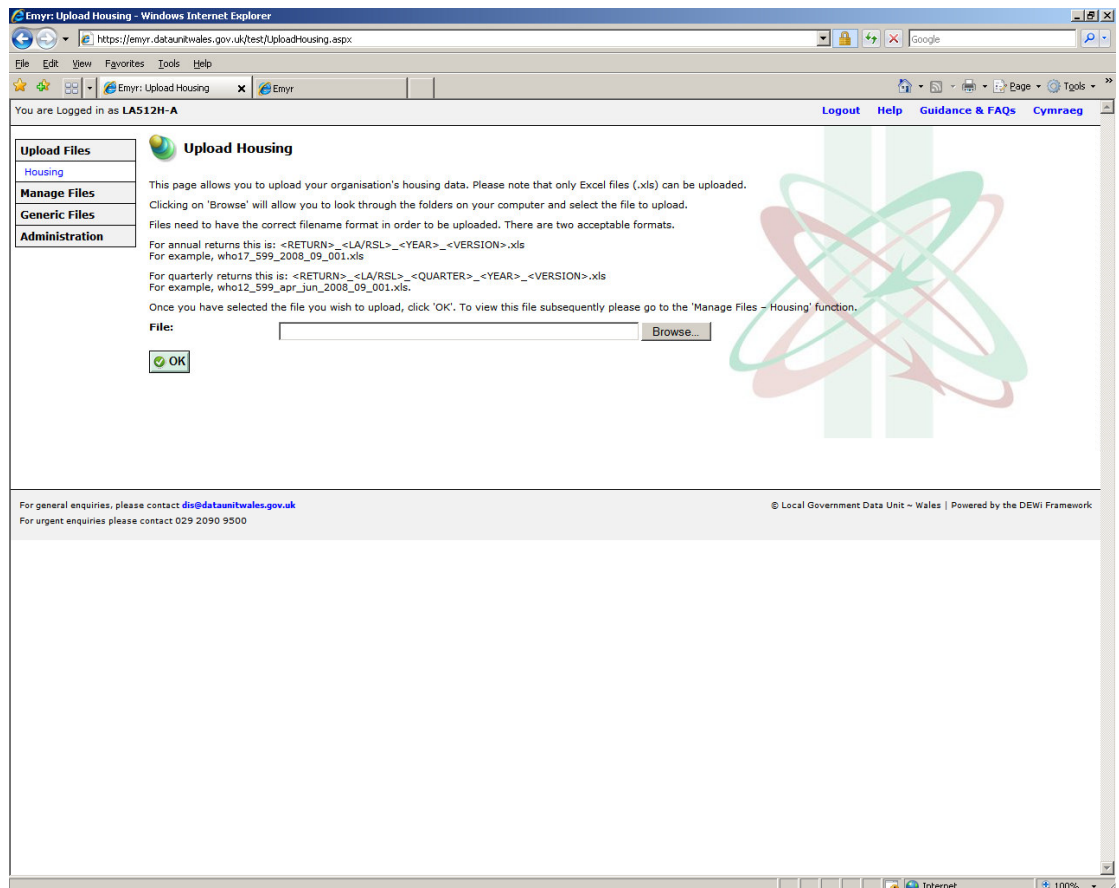 Emyr: Upload Housing - Windows Internet Explorer
https://emyr.dataunitwales.gov.uk/test/UploadHousing.aspx
Google
File Edit View Favorites Tools Help
Emyr: Upload Housing
Emyr
Page
Tools
You are Logged in as LA512H-A
Logout Help Guidance & FAQs Cymraeg
Upload Files
Housing
Manage Files
Generic Files
Administration
Upload Housing
This page allows you to upload your organisation's housing data. Please note that only Excel files (.xls) can be uploaded.
Clicking on 'Browse' will allow you to look through the folders on your computer and select the file to upload.
Files need to have the correct filename format in order to be uploaded. There are two acceptable formats.
For annual returns this is: <RETURN>_<LA/RSL>_<YEAR>_<VERSION>.xls
For example, who17_599_2008_09_001.xls
For quarterly returns this is: <RETURN>_<LA/RSL>_<QUARTER>_<YEAR>_<VERSION>.xls
For example, who12_599_apr_jun_2008_09_001.xls.
Once you have selected the file you wish to upload, click 'OK'. To view this file subsequently please go to the 'Manage Files – Housing' function.
File:
Browse...
OK
For general enquiries, please contact dis@dataunitwales.gov.uk
For urgent enquiries please contact 029 2090 9500
© Local Government Data Unit ~ Wales | Powered by the DEWi Framework
Internet
100%